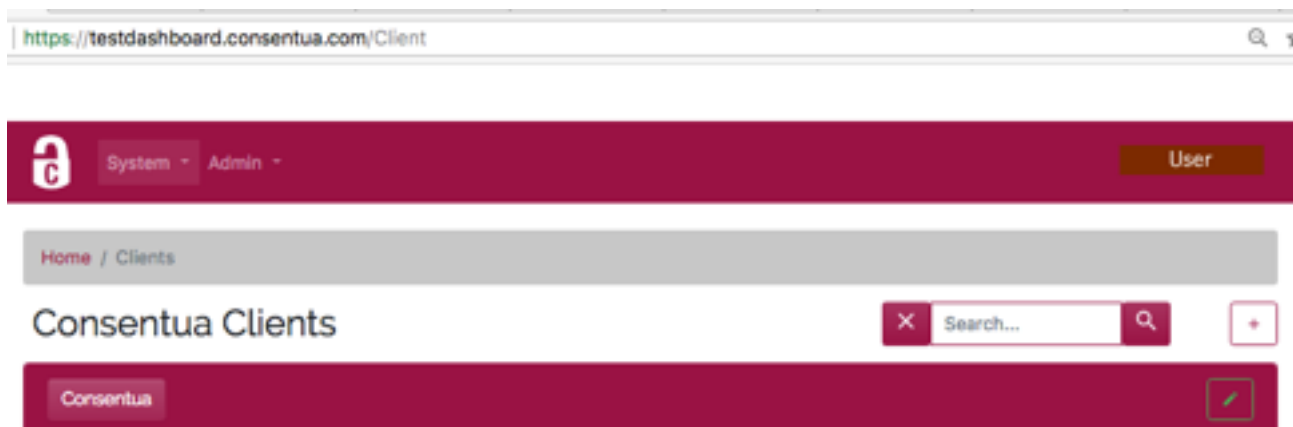 https://testdashboard.consentua.com/Client
C System Admin User
Home / Clients
Consentua Clients Search... +
Consentua